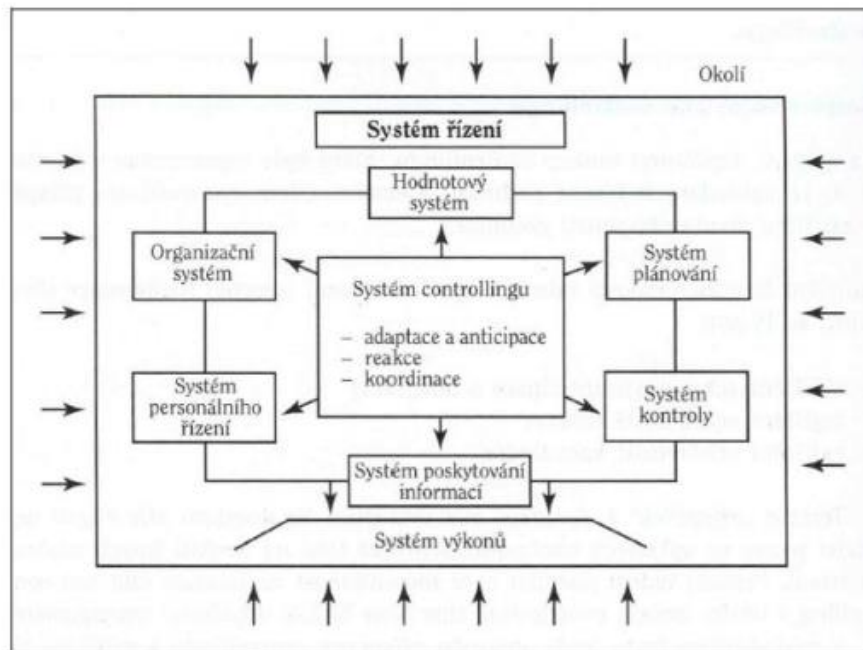 Okolí
Systém řízení
Hodnotový
systém
Organizační
systém
Systém
plánování
Systém controllingu
– adaptace a anticipace
– reakce
– koordinace
Systém
personálního
řízení
Systém
kontroly
Systém poskytování
informací
Systém výkonů